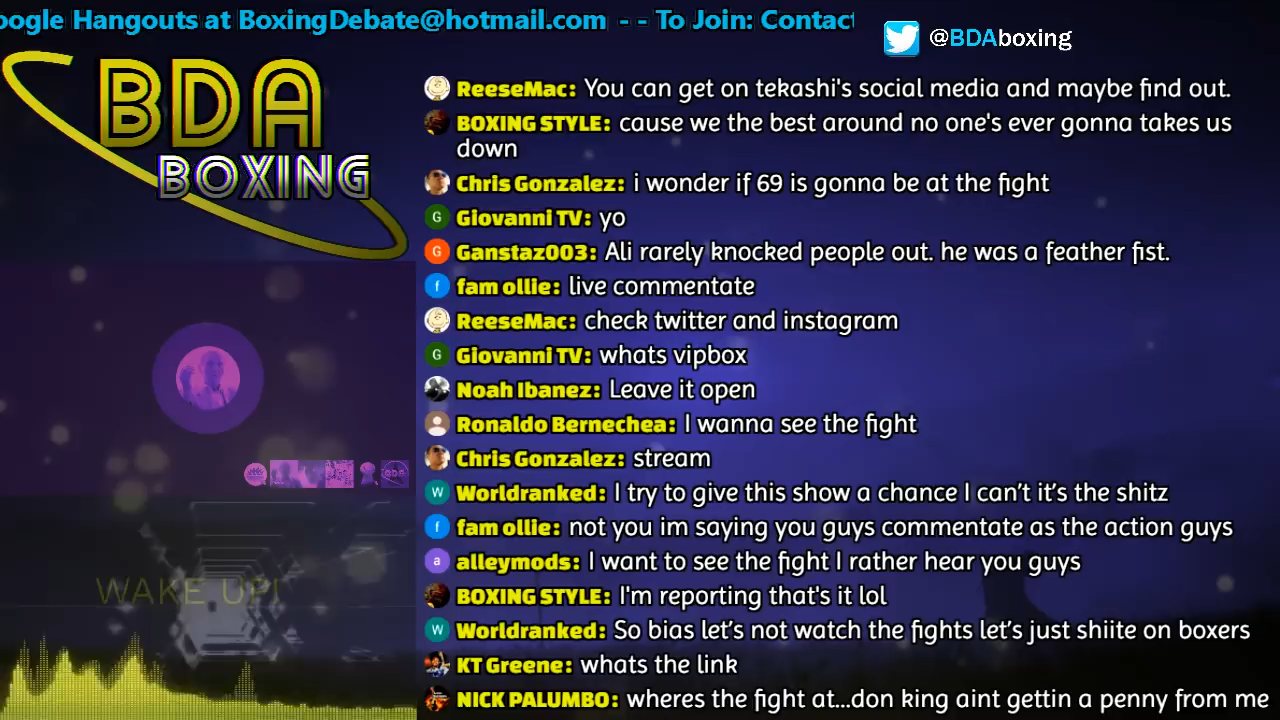 oogle Hangouts at BoxingDebate@hotmail.com - - To Join: Contact
@BDAboxing
BDA
BOXING
ReeseMac: You can get on tekashi's social media and maybe find out.
BOXING STYLE: cause we the best around no one's ever gonna takes us
down
Chris Gonzalez: i wonder if 69 is gonna be at the fight
G Giovanni TV: yo
G Ganstaz003: Ali rarely knocked people out. he was a feather fist.
f fam ollie: live commentate
ReeseMac: check twitter and instagram
G Giovanni TV: whats vipbox
Noah Ibanez: Leave it open
Ronaldo Bernechea: I wanna see the fight
Chris Gonzalez: stream
W Worldranked: I try to give this show a chance I can't it's the shitz
f fam ollie: not you im saying you guys commentate as the action guys
a alleymods: I want to see the fight I rather hear you guys
BOXING STYLE: I'm reporting that's it lol
W Worldranked: So bias let's not watch the fights let's just shiite on boxers
KT Greene: whats the link
NICK PALUMBO: wheres the fight at...don king aint gettin a penny from me
WAKE UP!